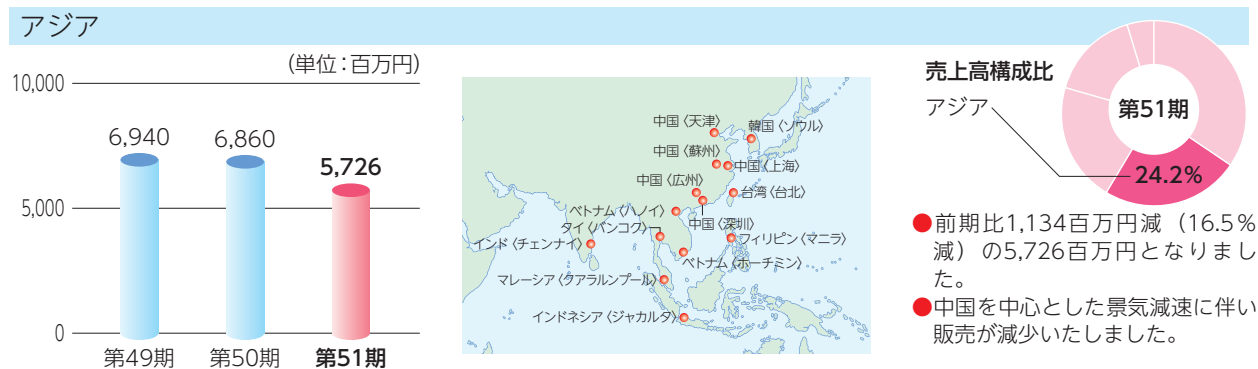 アジア
(単位:百万円)
10,000
5,000
0
6,940
6,860
5,726
第49期
第50期
第51期
中国〈天津〉
韓国〈ソウル〉
中国〈蘇州〉
中国〈上海〉
中国〈広州〉
台湾〈台北〉
ベトナム〈ハノイ〉
中国〈深圳〉
タイ〈バンコク〉
フィリピン〈マニラ〉
インド〈チェンナイ〉
ベトナム〈ホーチミン〉
マレーシア〈クアラルンプール〉
インドネシア〈ジャカルタ〉
売上高構成比
アジア
第51期
24.2%
●前期比1,134百万円減(16.5%
減)の5,726百万円となりまし
た。
●中国を中心とした景気減速に伴い
販売が減少いたしました。